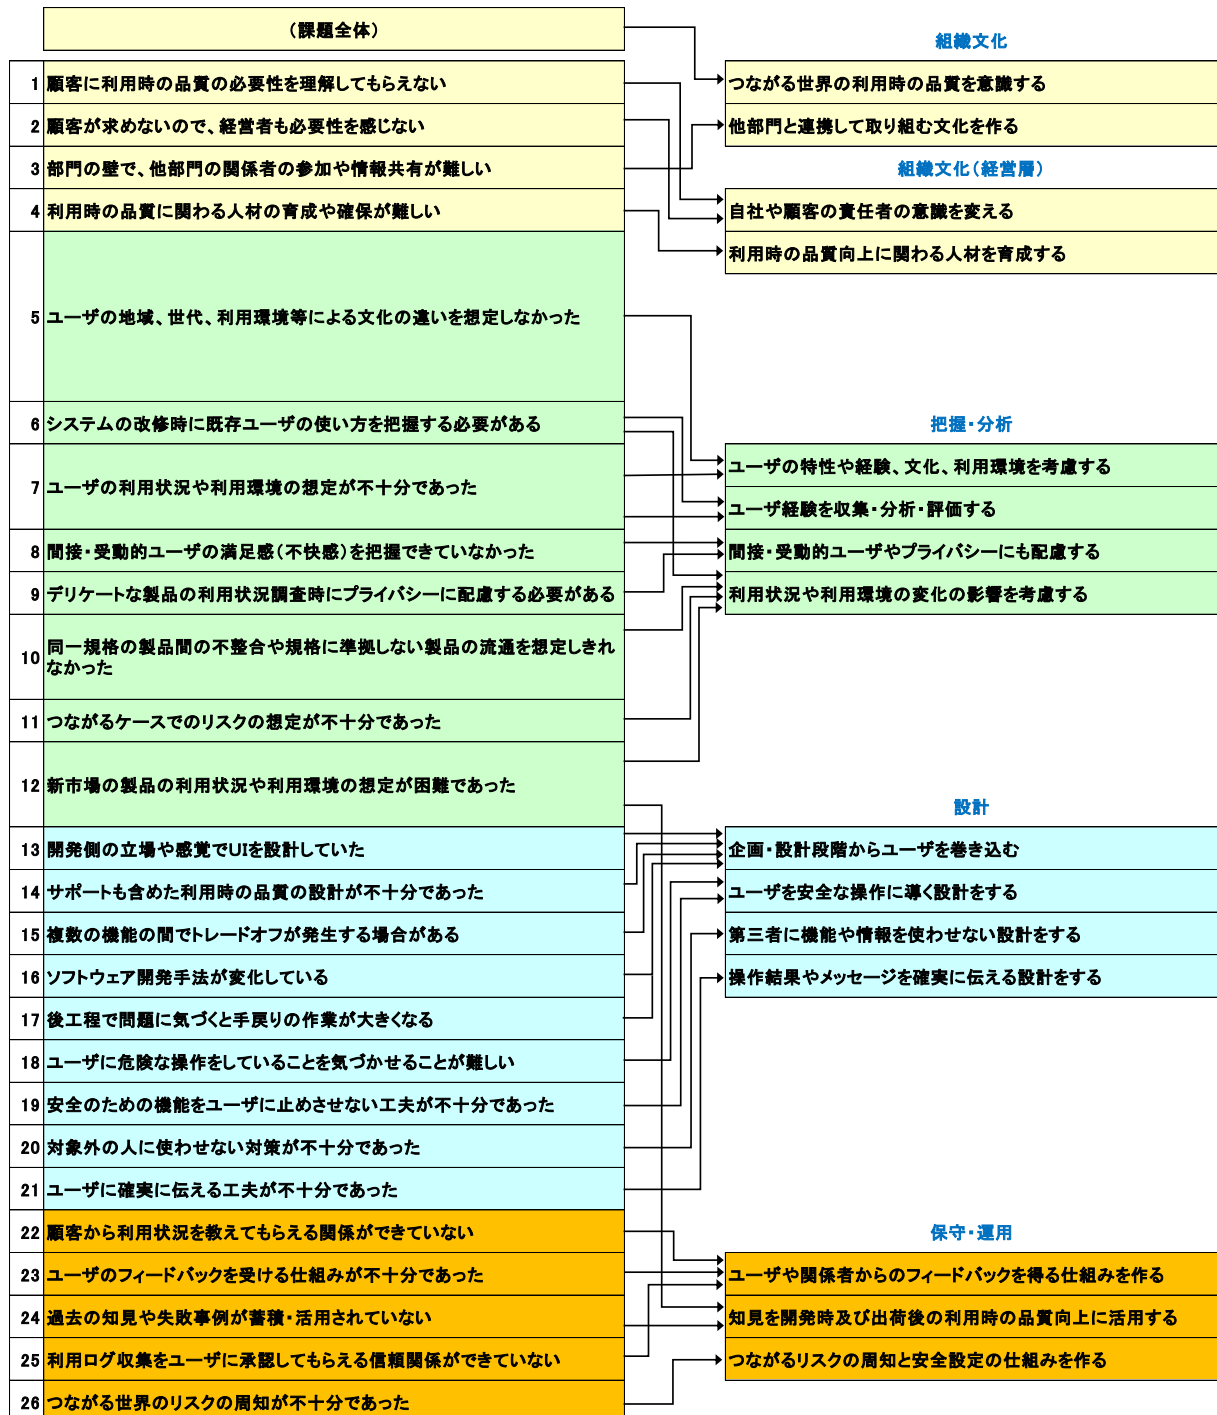 (課題全体)
1 顧客に利用時の品質の必要性を理解してもらえない
2 顧客が求めないので、経営者も必要性を感じない
3 部門の壁で、他部門の関係者の参加や情報共有が難しい
4 利用時の品質に関わる人材の育成や確保が難しい
5 ユーザの地域、世代、利用環境等による文化の違いを想定しなかった
6 システムの改修時に既存ユーザの使い方を把握する必要がある
7 ユーザの利用状況や利用環境の想定が不十分であった
8 間接・受動的ユーザの満足感(不快感)を把握できていなかった
9 デリケートな製品の利用状況調査時にプライバシーに配慮する必要がある
10 同一規格の製品間の不整合や規格に準拠しない製品の流通を想定しきれ
なかった
11 つながるケースでのリスクの想定が不十分であった
12 新市場の製品の利用状況や利用環境の想定が困難であった
13 開発側の立場や感覚でUIを設計していた
14 サポートも含めた利用時の品質の設計が不十分であった
15 複数の機能の間でトレードオフが発生する場合がある
16 ソフトウェア開発手法が変化している
17 後工程で問題に気づくと手戻りの作業が大きくなる
18 ユーザに危険な操作をしていることを気づかせることが難しい
19 安全のための機能をユーザに止めさせない工夫が不十分であった
20 対象外の人に使わせない対策が不十分であった
21 ユーザに確実に伝える工夫が不十分であった
22 顧客から利用状況を教えてもらえる関係ができていない
23 ユーザのフィードバックを受ける仕組みが不十分であった
24 過去の知見や失敗事例が蓄積・活用されていない
25 利用ログ収集をユーザに承認してもらえる信頼関係ができていない
26 つながる世界のリスクの周知が不十分であった
組織文化
つながる世界の利用時の品質を意識する
他部門と連携して取り組む文化を作る
組織文化(経営層)
自社や顧客の責任者の意識を変える
利用時の品質向上に関わる人材を育成する
把握・分析
ユーザの特性や経験、文化、利用環境を考慮する
ユーザ経験を収集・分析・評価する
間接・受動的ユーザやプライバシーにも配慮する
利用状況や利用環境の変化の影響を考慮する
設計
企画・設計段階からユーザを巻き込む
ユーザを安全な操作に導く設計をする
第三者に機能や情報を使わせない設計をする
操作結果やメッセージを確実に伝える設計をする
保守・運用
ユーザや関係者からのフィードバックを得る仕組みを作る
知見を開発時及び出荷後の利用時の品質向上に活用する
つながるリスクの周知と安全設定の仕組みを作る